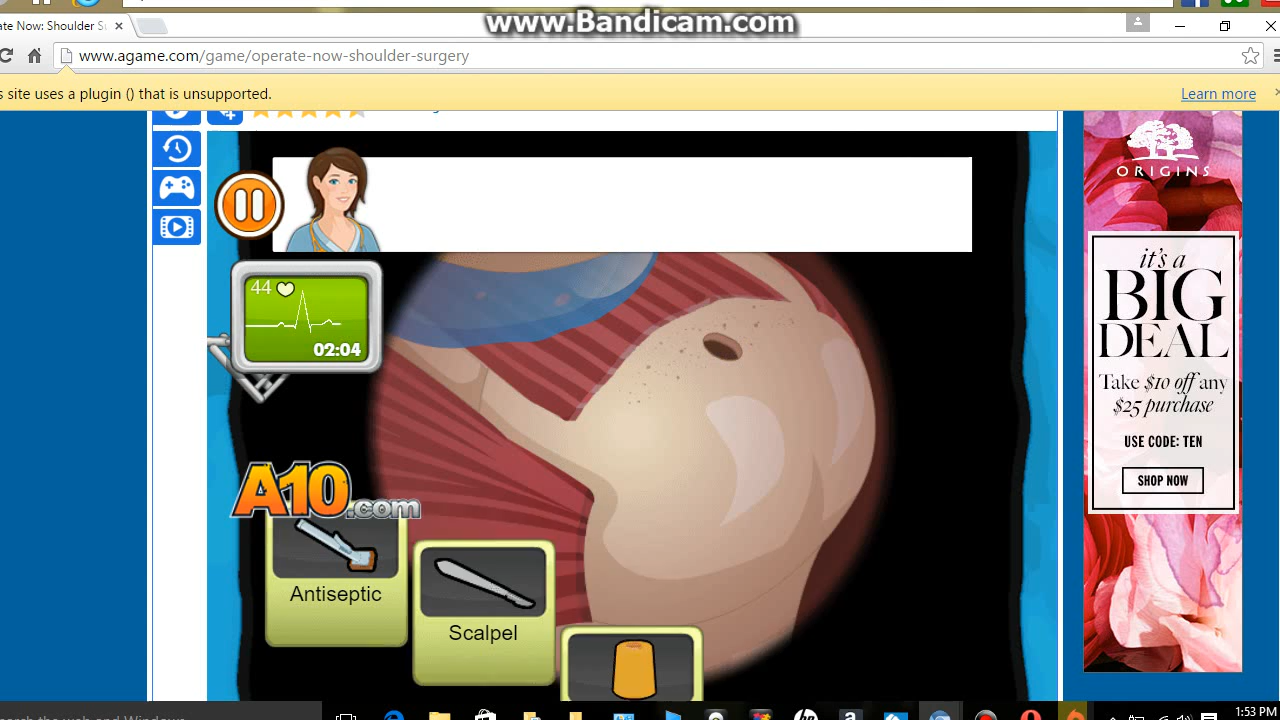 www.Bandicam.com
ate Now: Shoulder S
www.agame.com/game/operate-now-shoulder-surgery
s site uses a plugin () that is unsupported.
Learn more
44
02:04
A10.com
Antiseptic
Scalpel
ORIGINS
it's a
BIG
DEAL
Take $10 off any
$25 purchase
USE CODE: TEN
SHOP NOW
1:53 PM